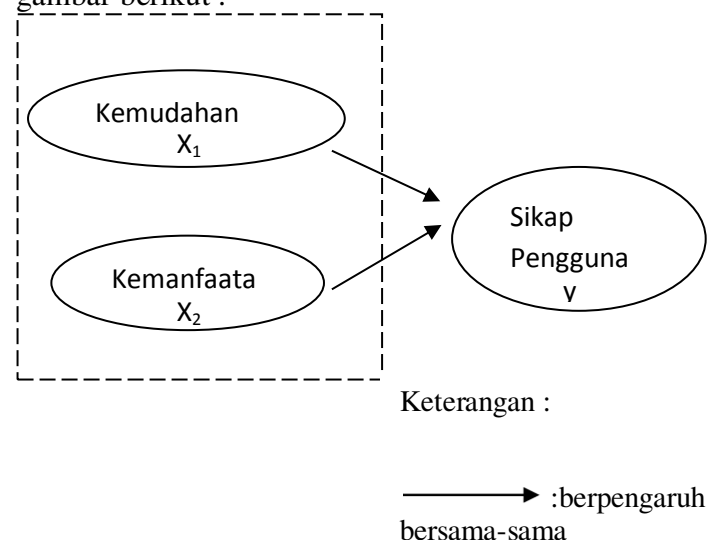 gambar berikut :
Kemudahan
X₁
Sikap
Pengguna
Kemanfaata
X₂
Keterangan :
:berpengaruh
bersama-sama